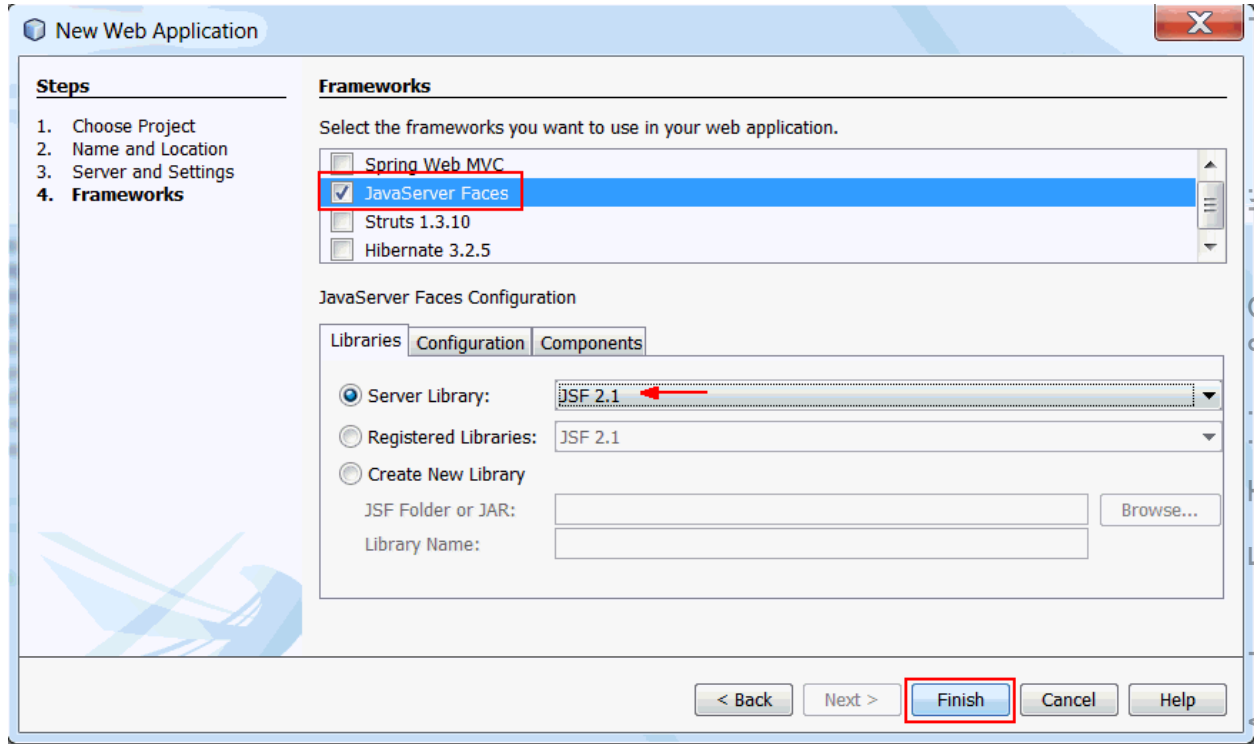 New Web Application
Steps
1. Choose Project
2. Name and Location
3. Server and Settings
4. Frameworks
Frameworks
Select the frameworks you want to use in your web application.
Spring Web MVC
JavaServer Faces
Struts 1.3.10
Hibernate 3.2.5
JavaServer Faces Configuration
Libraries Configuration Components
Server Library: JSF 2.1
Registered Libraries: JSF 2.1
Create New Library
JSF Folder or JAR: Browse...
Library Name:
< Back Next > Finish Cancel Help